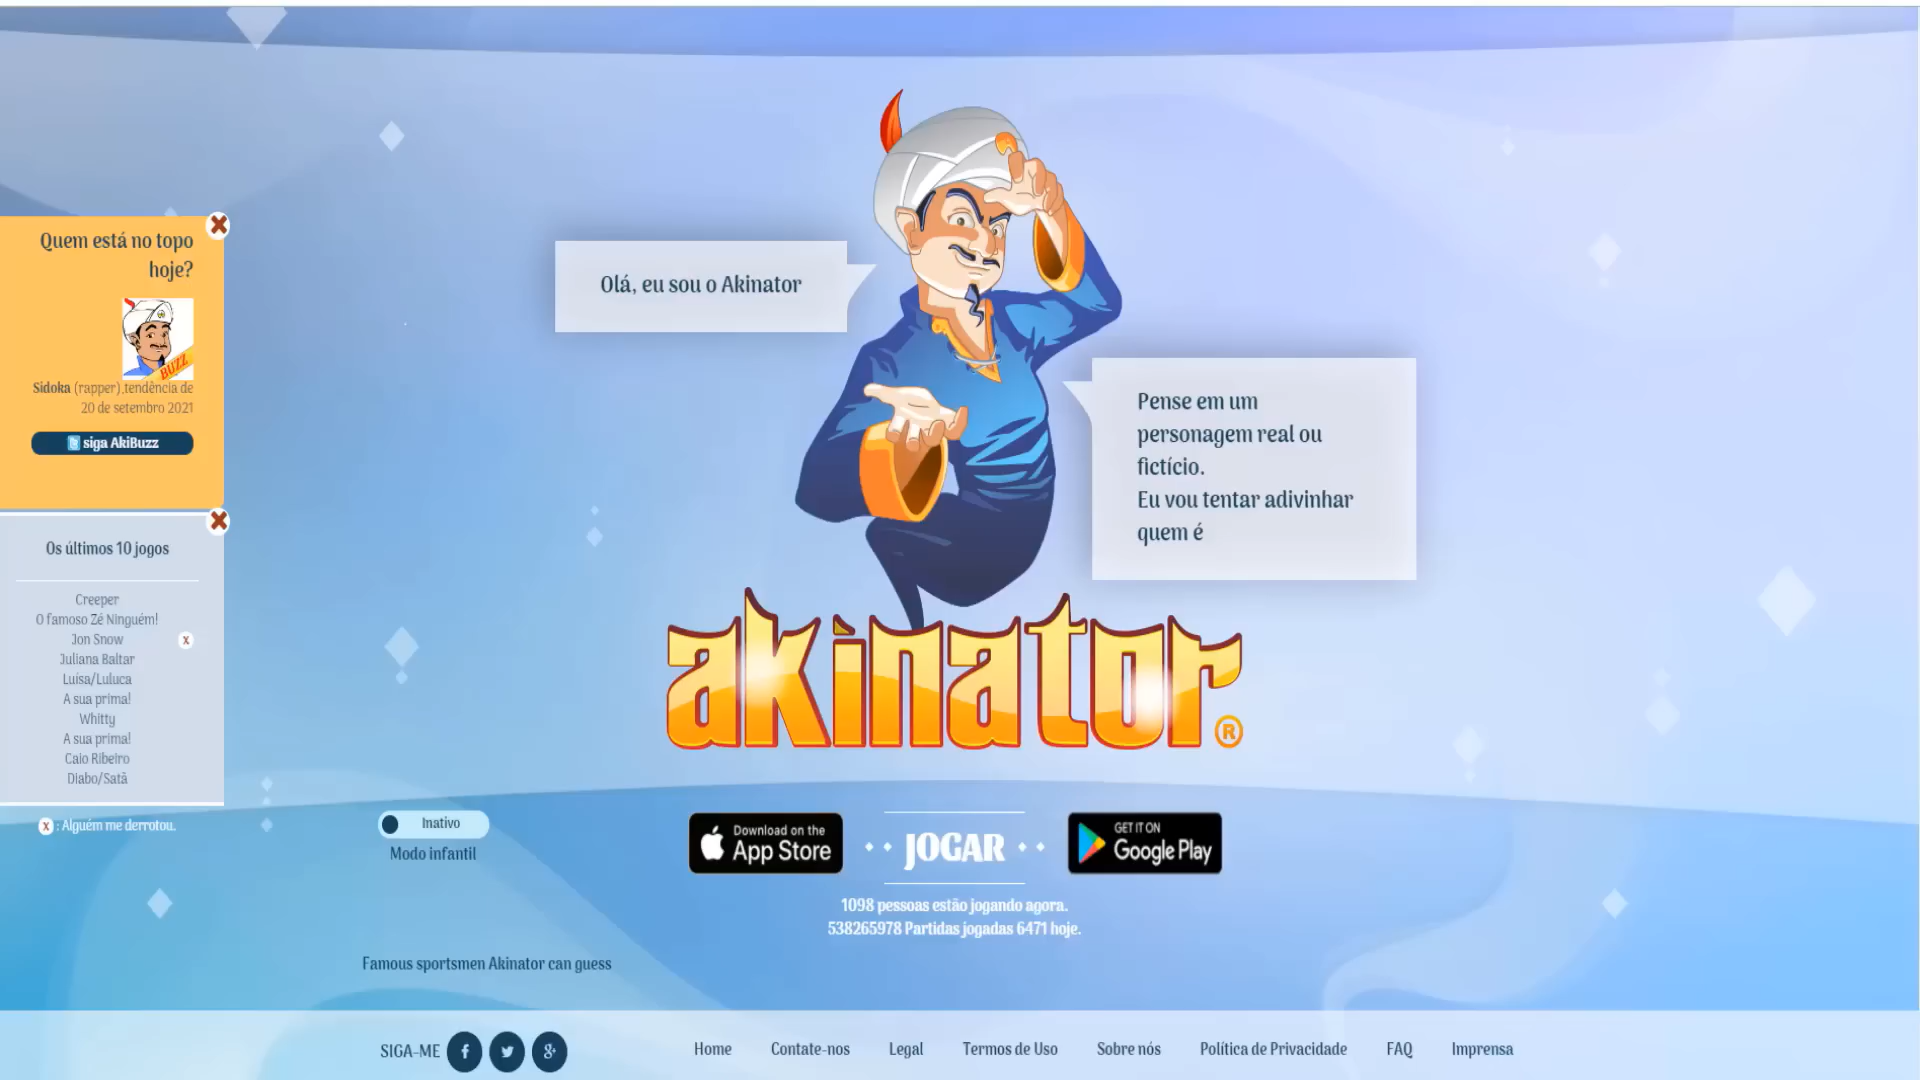 Olá, eu sou o Akinator
Pense em um
personagem real ou
fictício.
Eu vou tentar adivinhar
quem é
Quem está no topo
hoje?
BUZZ
Sidoka (rapper),tendência de
20 de setembro 2021
siga AkiBuzz
Os últimos 10 jogos
Creeper
O famoso Zé Ninguém!
Jon Snow
x
Juliana Baltar
Luisa/Luluca
A sua prima!
Whitty
A sua prima!
Caio Ribeiro
Diabo/Satã
x : Alguém me derrotou.
akinator®
Inativo
Modo infantil
Download on the
App Store
JOGAR
GET IT ON
Google Play
1098 pessoas estão jogando agora.
538265978 Partidas jogadas 6471 hoje.
Famous sportsmen Akinator can guess
SIGA-ME
Home Contate-nos Legal Termos de Uso Sobre nós Política de Privacidade FAQ Imprensa